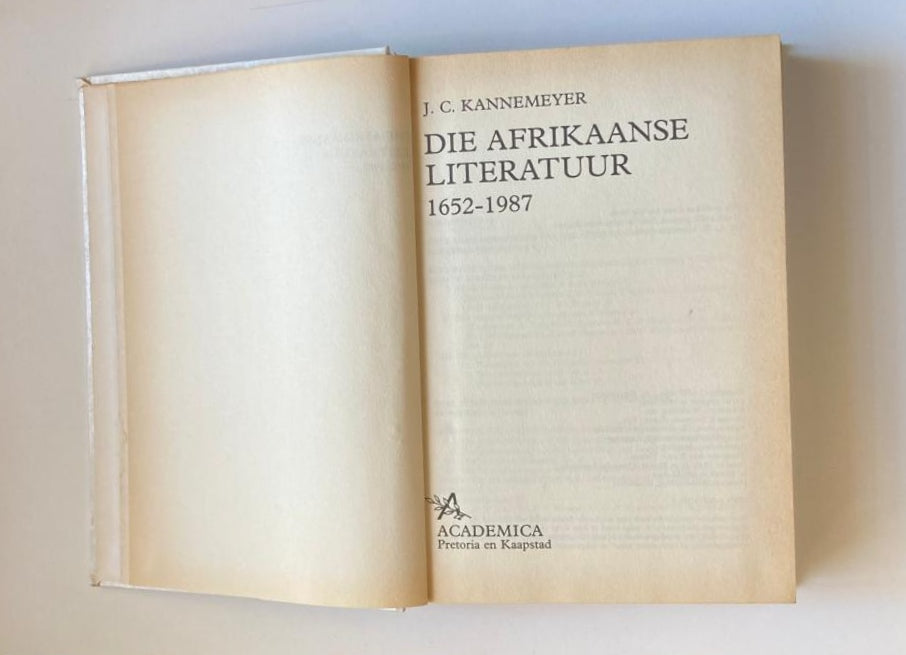 J. C. KANNEMEYER
DIE AFRIKAANSE
LITERATUUR
1652-1987
ACADEMICA
Pretoria en Kaapstad